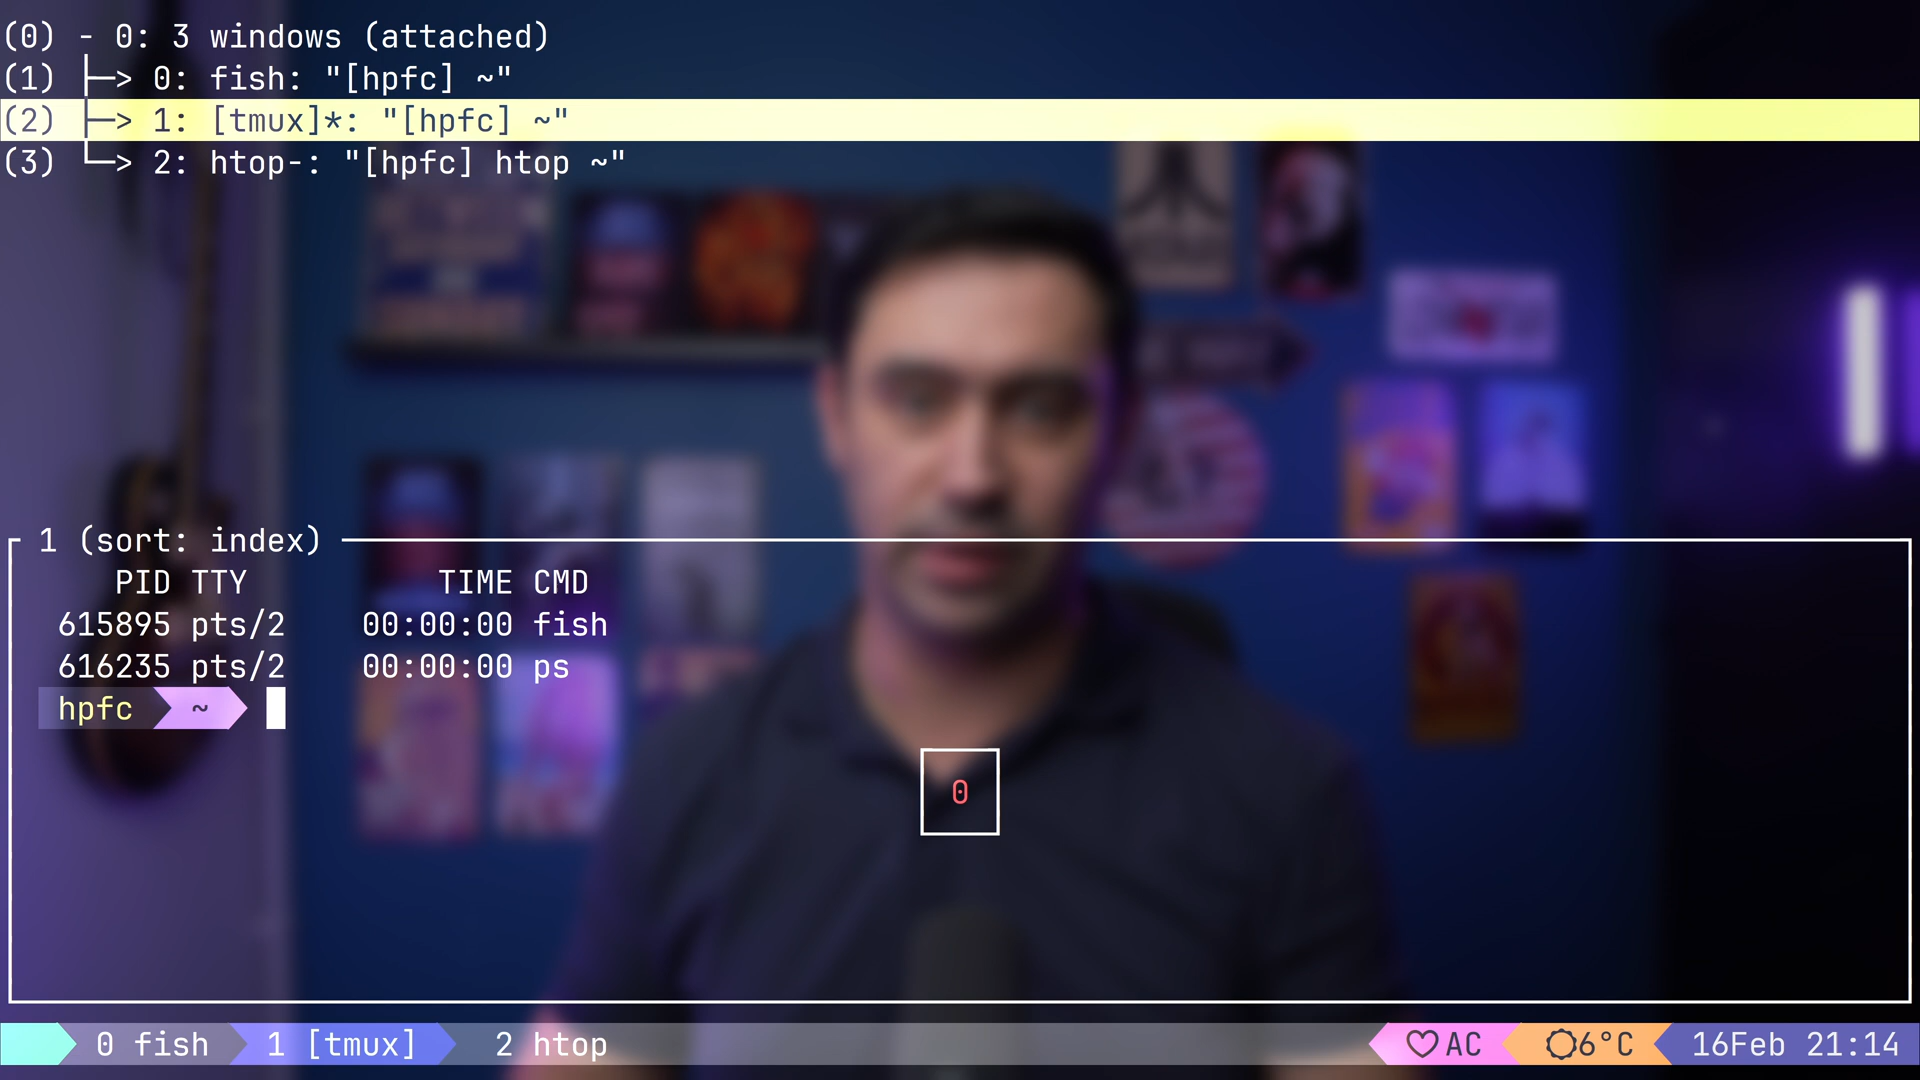 (0) - 0: 3 windows (attached)
(1) ├─> 0: fish: "[hpfc] ~"
(2) ├─> 1: [tmux]*: "[hpfc] ~"
(3) └─> 2: htop-: "[hpfc] htop ~"
1 (sort: index)
PID TTY TIME CMD
615895 pts/2 00:00:00 fish
616235 pts/2 00:00:00 ps
hpfc ~
0
0 fish 1 [tmux] 2 htop ♡ AC 6°C 16Feb 21:14